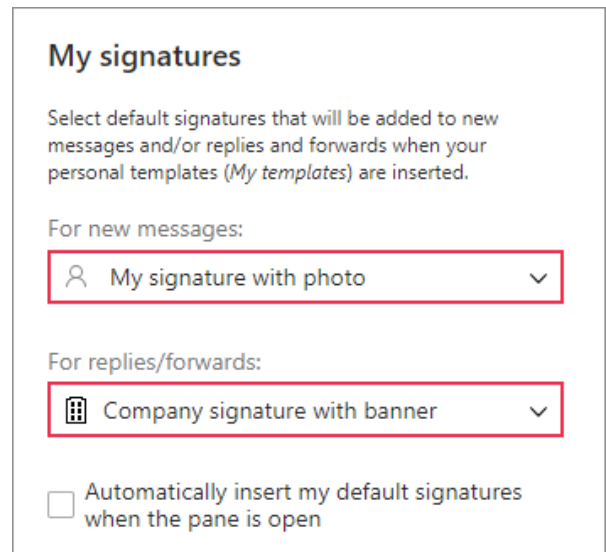 My signatures
Select default signatures that will be added to new
messages and/or replies and forwards when your
personal templates (My templates) are inserted.
For new messages:
My signature with photo
For replies/forwards:
Company signature with banner
Automatically insert my default signatures
when the pane is open